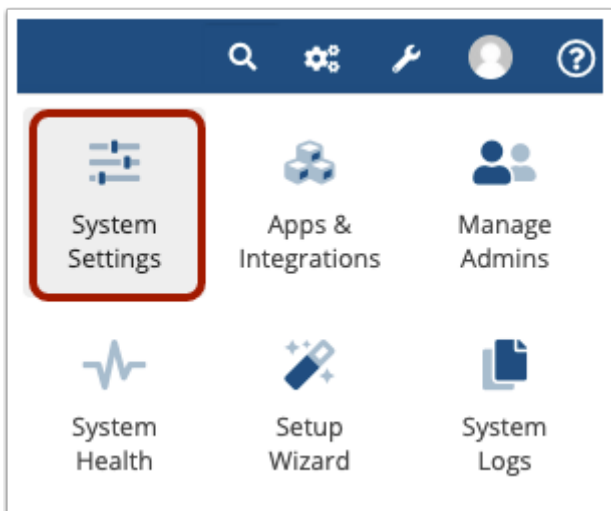 System Settings
Apps & Integrations
Manage Admins
System Health
Setup Wizard
System Logs